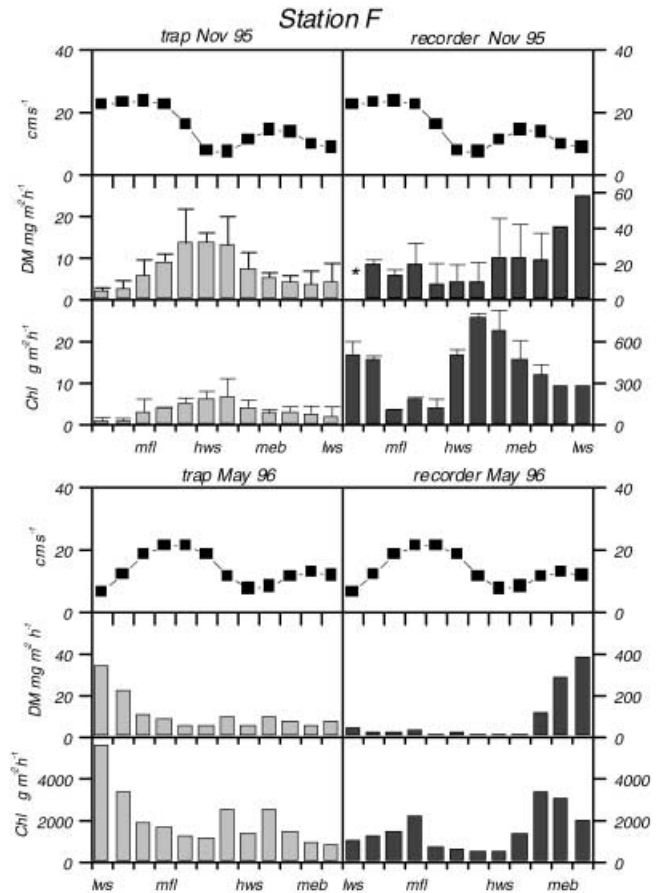 Station F
trap Nov 95 recorder Nov 95
40 40
cms⁻¹ 20 20
0 0
60
20 40
DM mg m⁻² h⁻¹
10 20
0 0
*
20 600
Chl g m⁻² h⁻¹
10 300
0 0
mfl hws meb lws mfl hws meb lws
trap May 96 recorder May 96
40 40
cms⁻¹ 20 20
0 0
40 400
DM mg m⁻² h⁻¹
20 200
0 0
4000 4000
Chl g m⁻² h⁻¹
2000 2000
0 0
lws mfl hws meb lws mfl hws meb